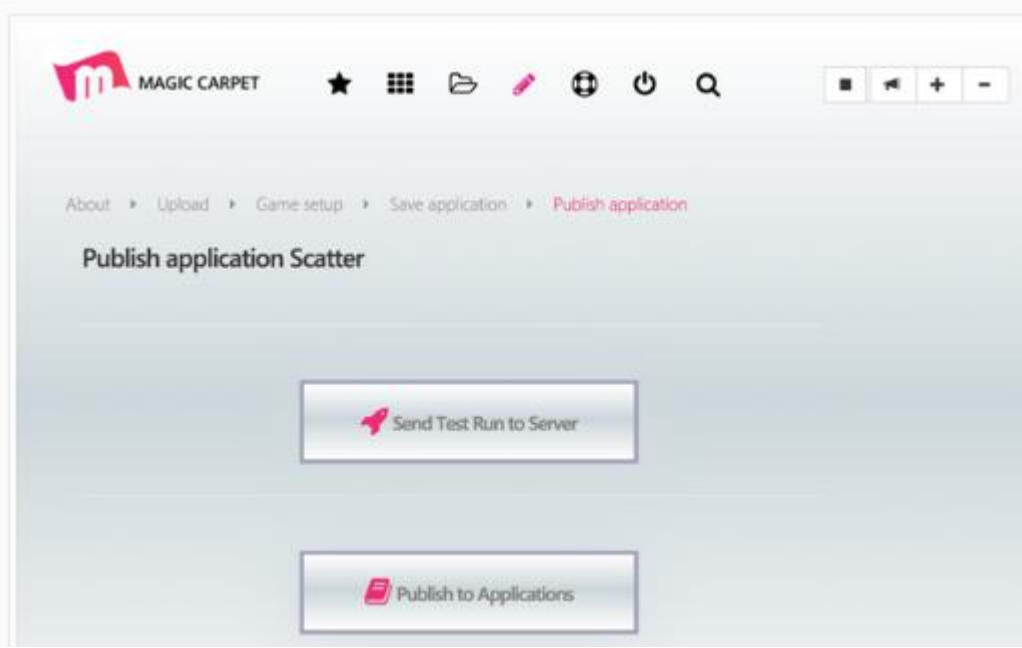 MAGIC CARPET
About Upload Game setup Save application Publish application
Publish application Scatter
Send Test Run to Server
Publish to Applications